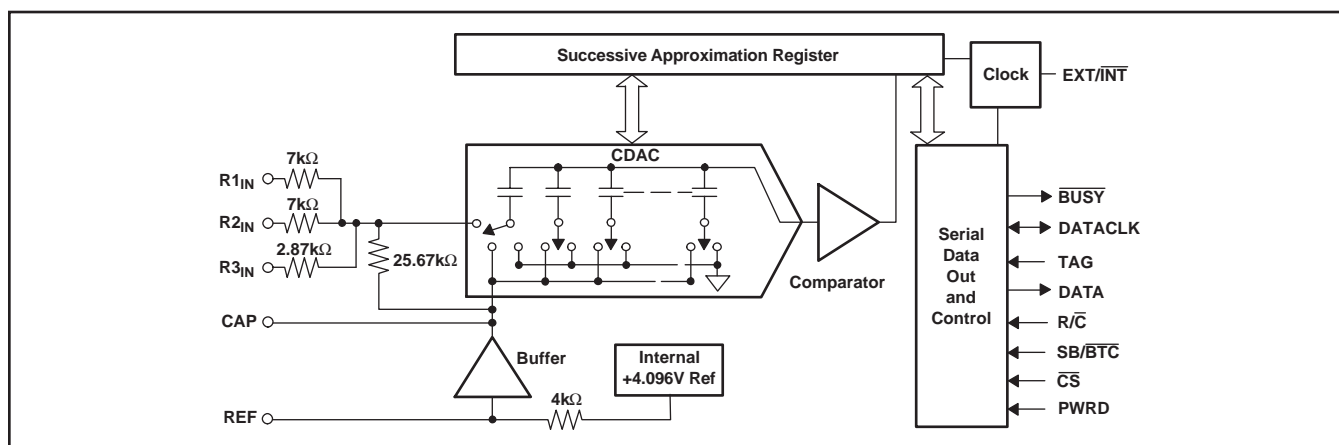 Successive Approximation Register
Clock
EXT/INT
CDAC
7kΩ
R1IN
7kΩ
R2IN
2.87kΩ
R3IN
25.67kΩ
CAP
Buffer
REF
4kΩ
Internal
+4.096V Ref
Comparator
Serial
Data
Out
and
Control
BUSY
DATACLK
TAG
DATA
R/C
SB/BTC
CS
PWRD